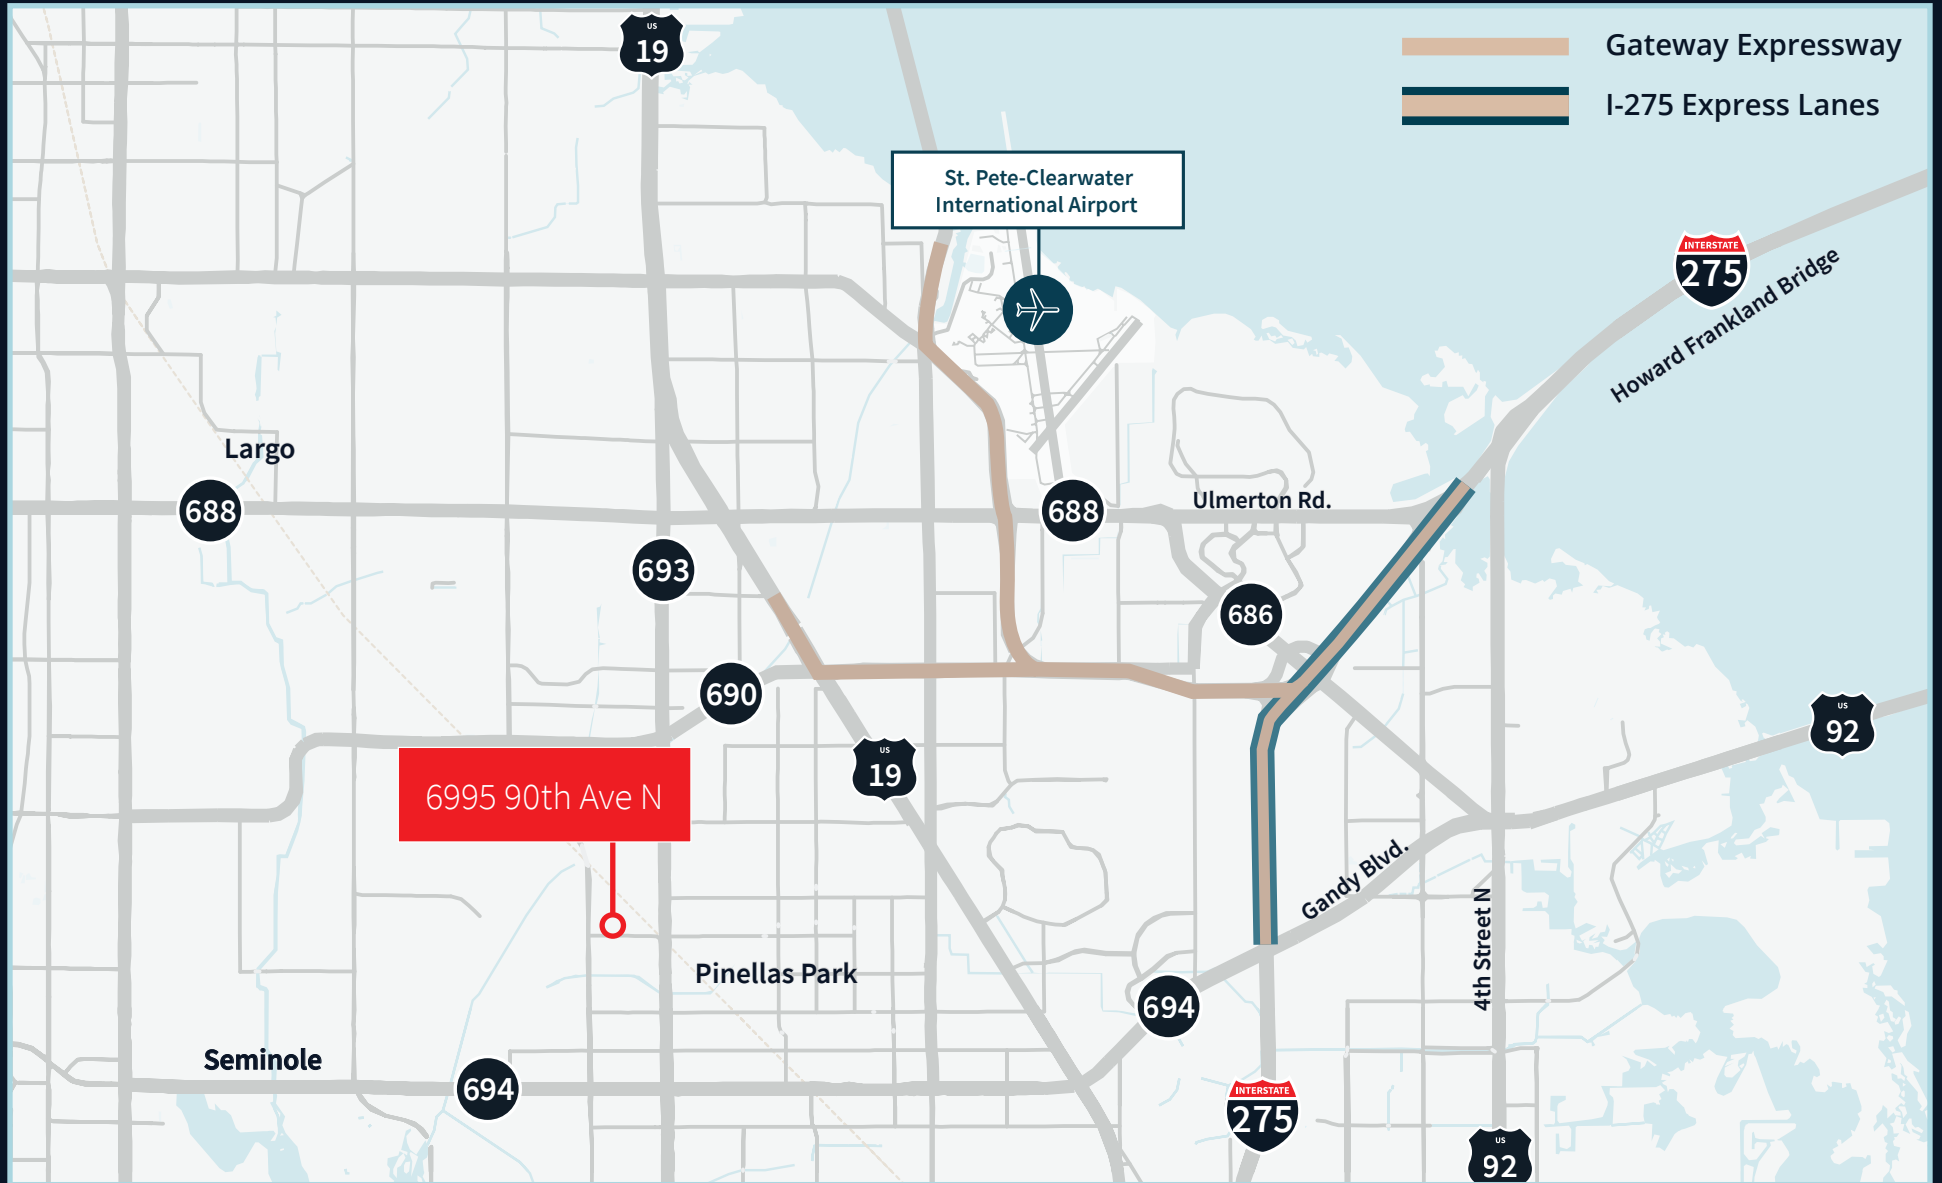 US
19
Gateway Expressway
I-275 Express Lanes
St. Pete-Clearwater
International Airport
INTERSTATE
275
Howard Frankland Bridge
Largo
688
688
Ulmerton Rd.
693
686
690
US
19
US
92
6995 90th Ave N
Gandy Blvd.
4th Street N
Pinellas Park
694
Seminole
694
INTERSTATE
275
US
92